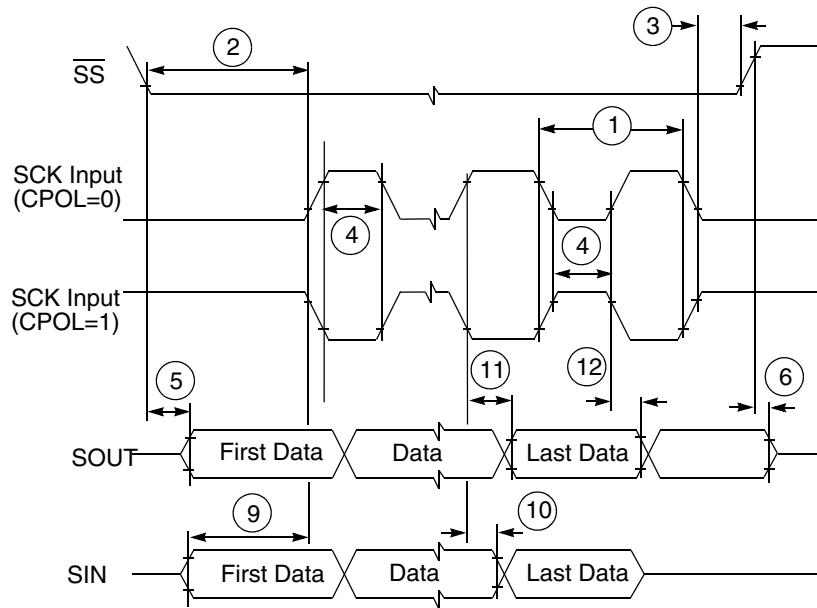 3
2
SS
1
SCK Input
(CPOL=0)
4
4
SCK Input
(CPOL=1)
5
11
12
6
SOUT
First Data
Data
Last Data
9
10
SIN
First Data
Data
Last Data